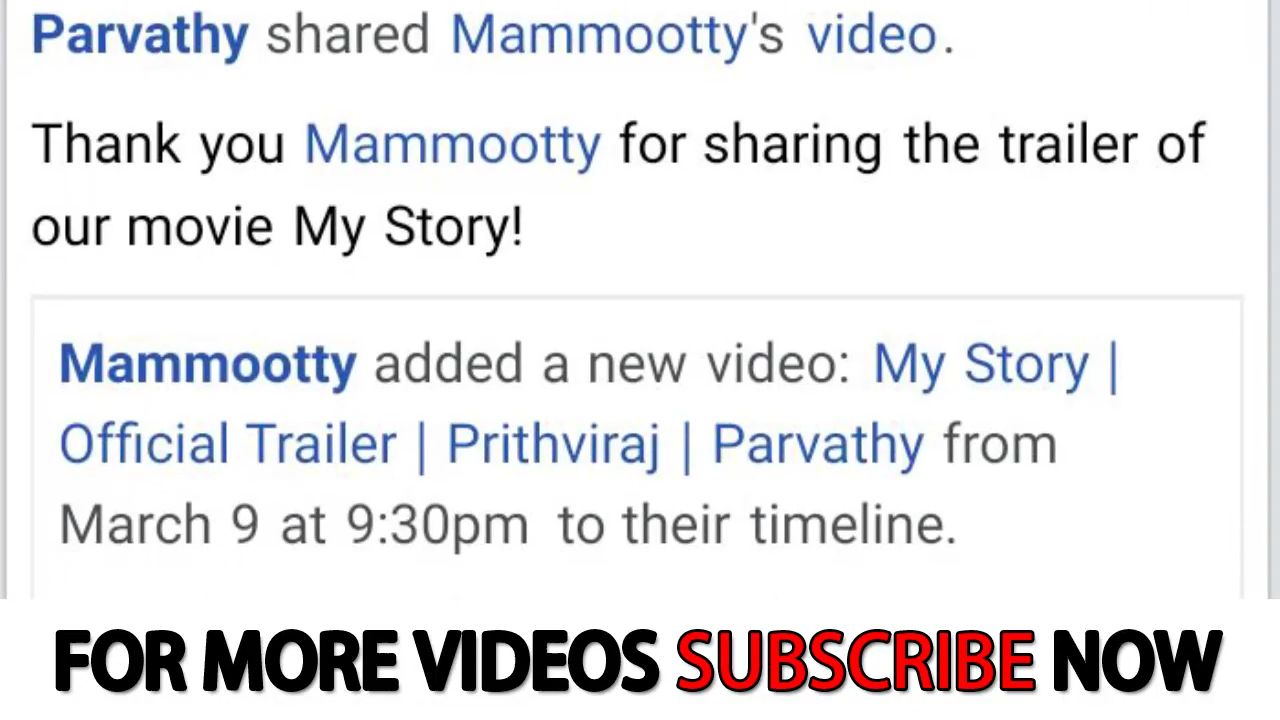 Parvathy shared Mammootty's video.
Thank you Mammootty for sharing the trailer of
our movie My Story!
Mammootty added a new video: My Story |
Official Trailer | Prithviraj | Parvathy from
March 9 at 9:30pm to their timeline.
FOR MORE VIDEOS SUBSCRIBE NOW